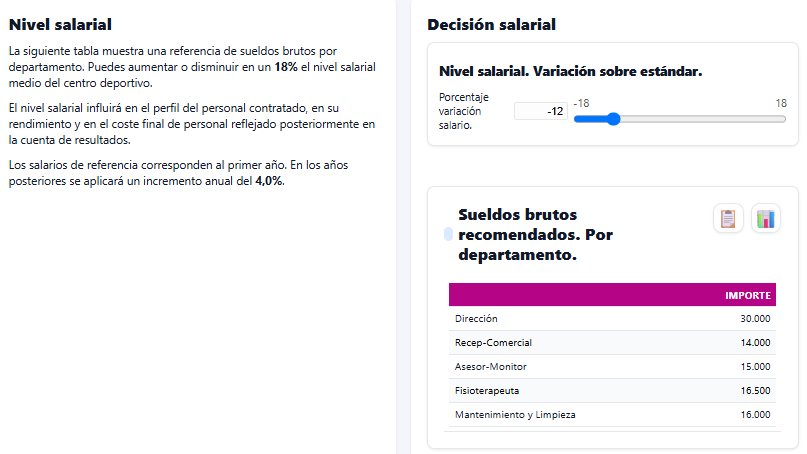 Nivel salarial
La siguiente tabla muestra una referencia de sueldos brutos por
departamento. Puedes aumentar o disminuir en un 18% el nivel salarial
medio del centro deportivo.
El nivel salarial influirá en el perfil del personal contratado, en su
rendimiento y en el coste final de personal reflejado posteriormente en
la cuenta de resultados.
Los salarios de referencia corresponden al primer año. En los años
posteriores se aplicará un incremento anual del 4,0%.
Decisión salarial
Nivel salarial. Variación sobre estándar.
Porcentaje
variación
salario.
-12
-18 18
Sueldos brutos
recomendados. Por
departamento.
IMPORTE
Dirección 30.000
Recep-Comercial 14.000
Asesor-Monitor 15.000
Fisioterapeuta 16.500
Mantenimiento y Limpieza 16.000